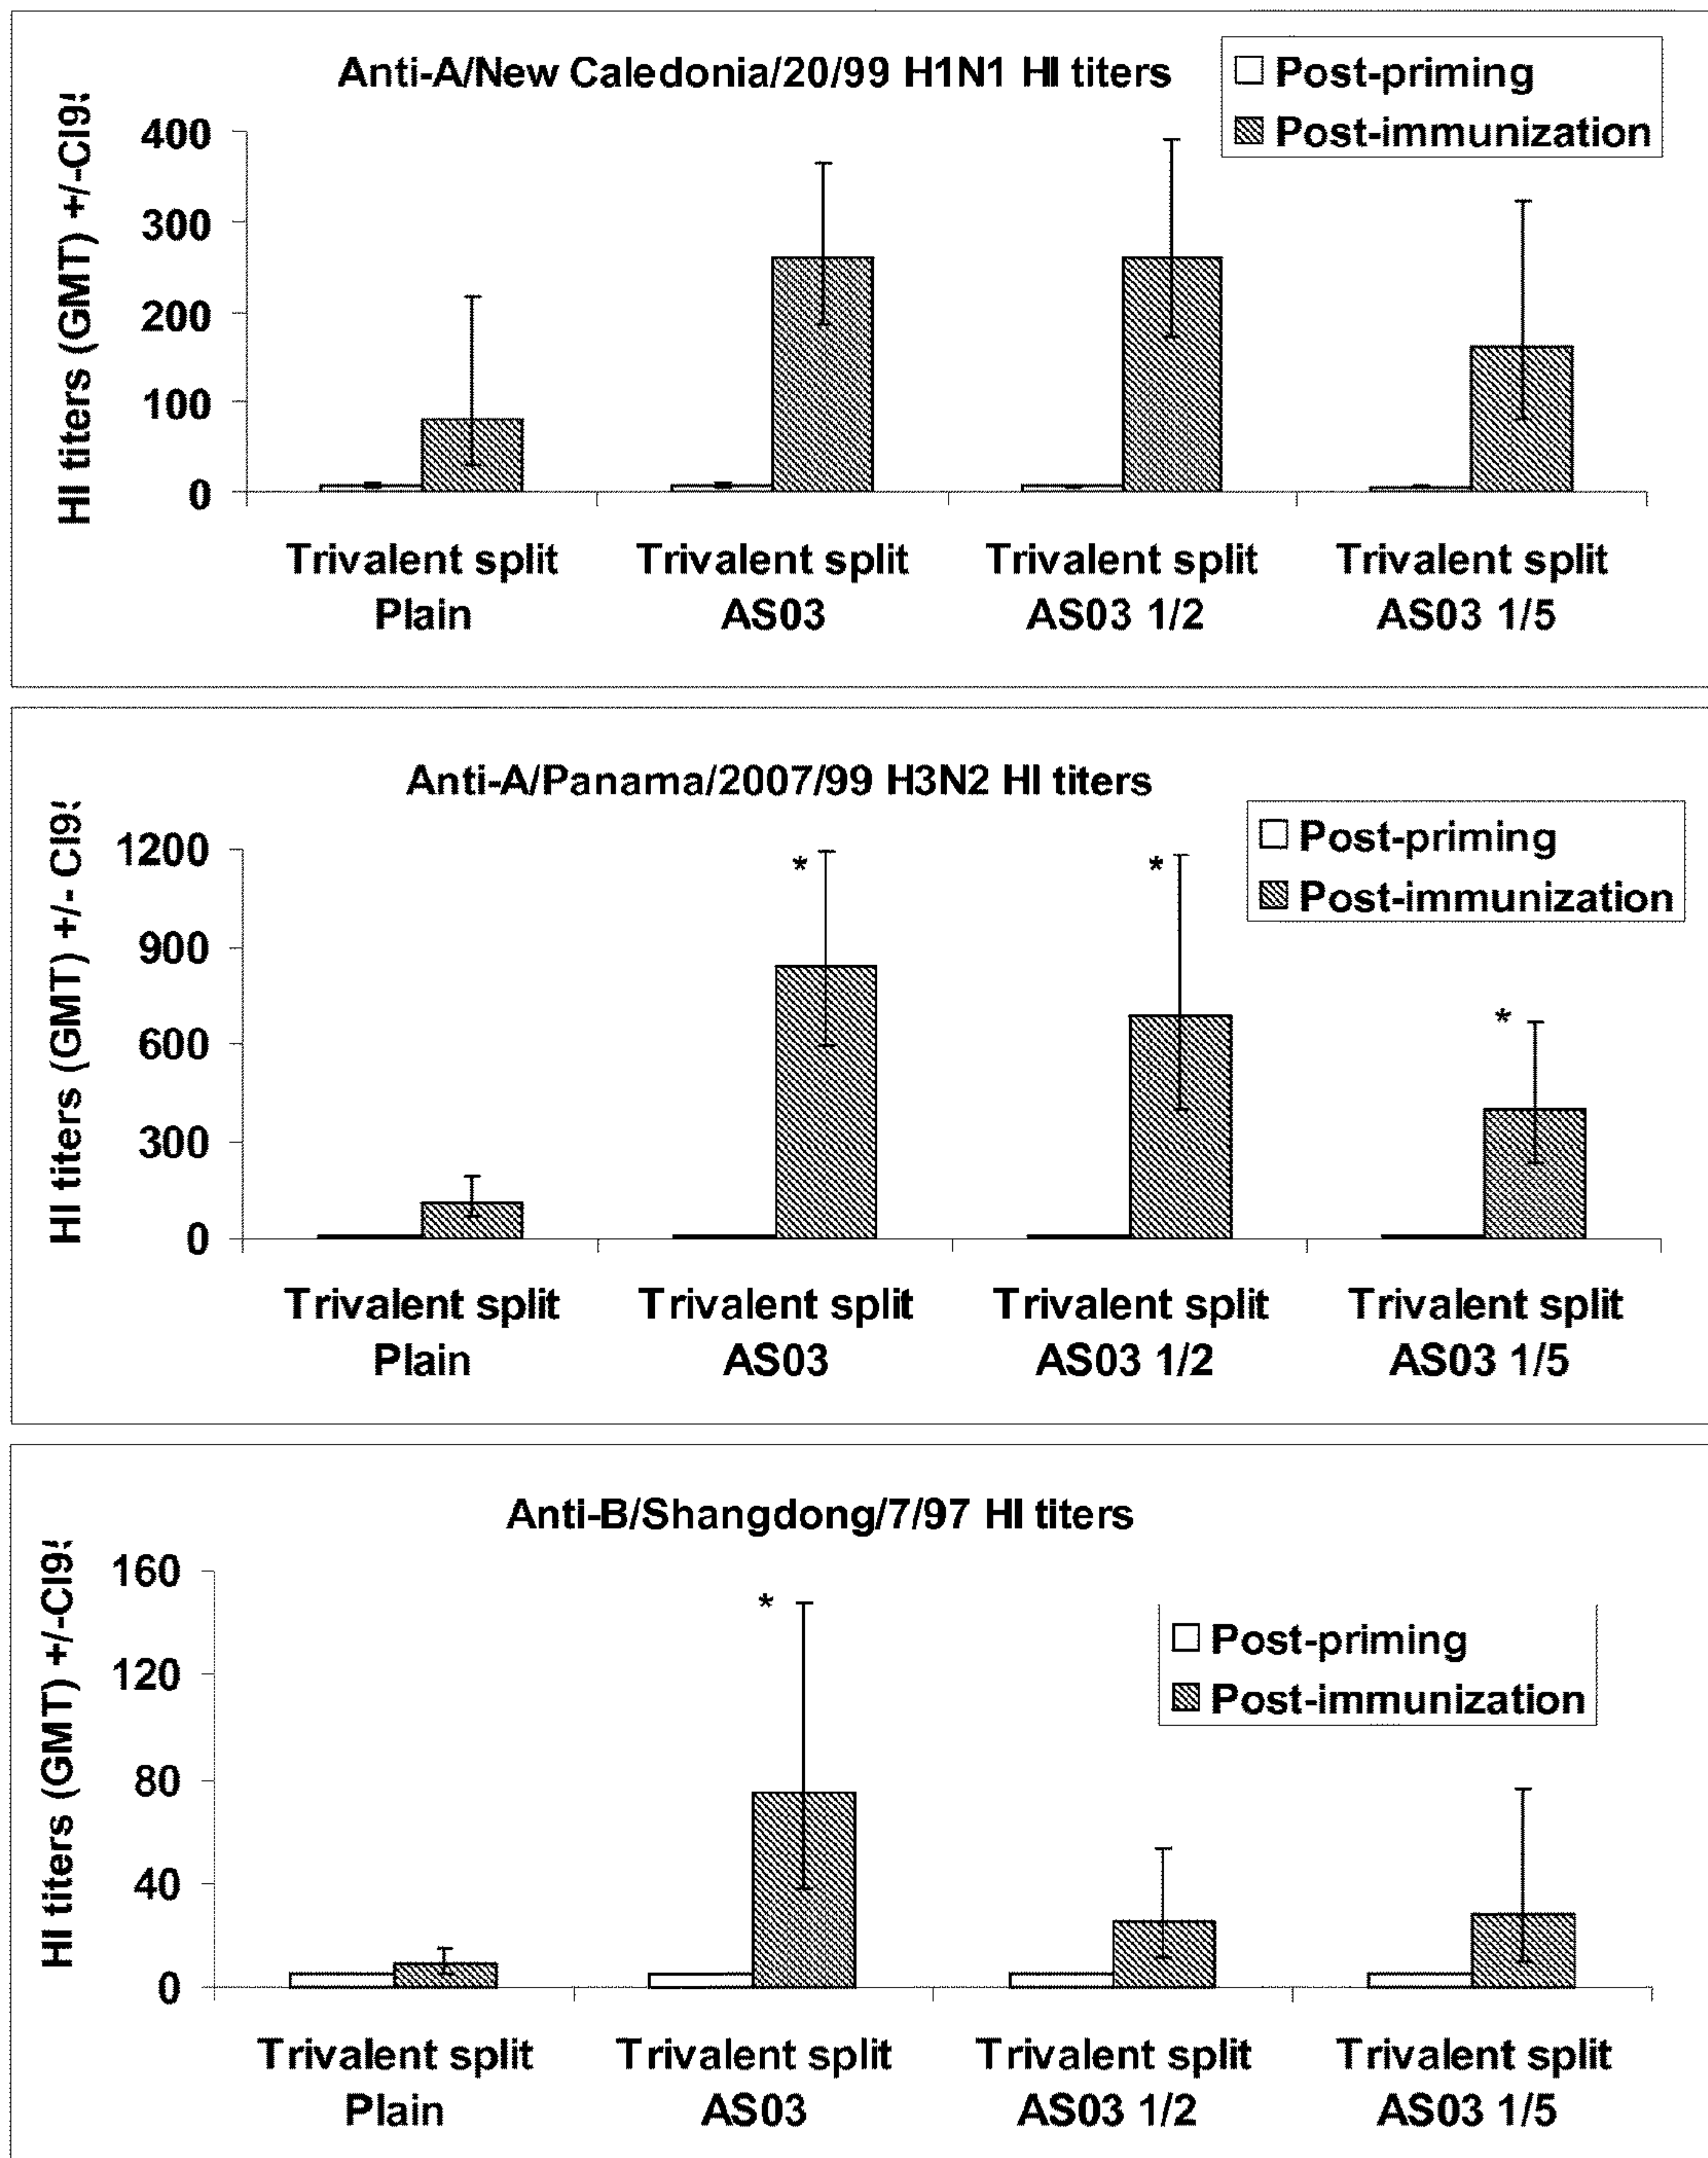 Anti-A/New Caledonia/20/99 H1N1 HI titers
Post-priming
Post-immunization
HI titers (GMT) +/-CI9
400
300
200
100
0
Trivalent split Trivalent split Trivalent split Trivalent split
Plain AS03 AS03 1/2 AS03 1/5
Anti-A/Panama/2007/99 H3N2 HI titers
Post-priming
Post-immunization
HI titers (GMT) +/- CI9
1200
900
600
300
0
* * *
Trivalent split Trivalent split Trivalent split Trivalent split
Plain AS03 AS03 1/2 AS03 1/5
Anti-B/Shangdong/7/97 HI titers
Post-priming
Post-immunization
HI titers (GMT) +/-CI9
160
120
80
40
0
*
Trivalent split Trivalent split Trivalent split Trivalent split
Plain AS03 AS03 1/2 AS03 1/5